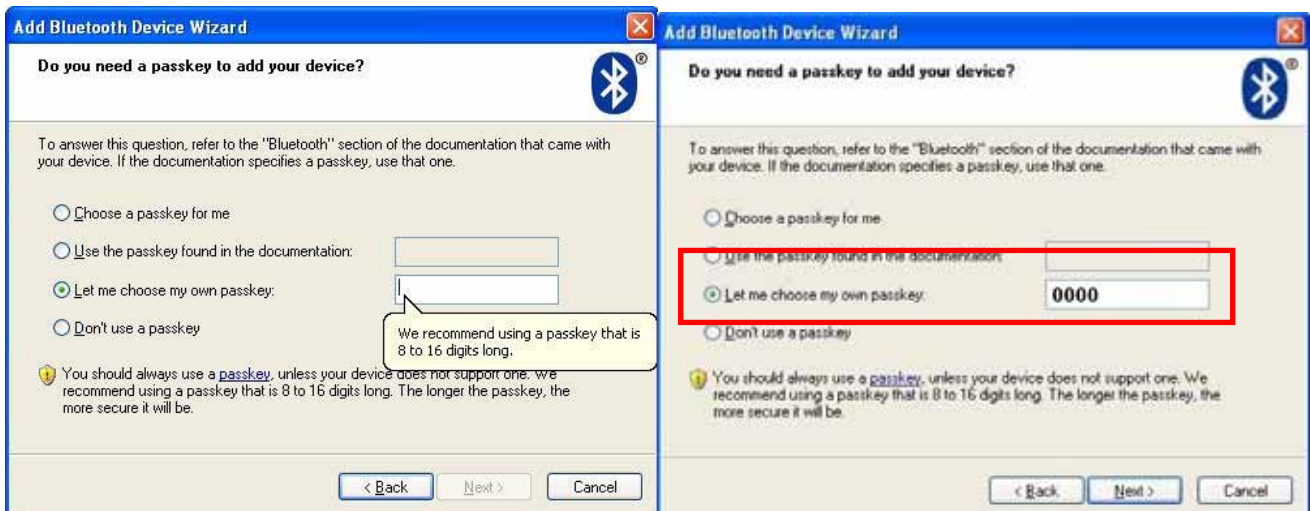 Add Bluetooth Device Wizard
Do you need a passkey to add your device?
®
To answer this question, refer to the "Bluetooth" section of the documentation that came with
your device. If the documentation specifies a passkey, use that one.
Choose a passkey for me
Use the passkey found in the documentation:
Let me choose my own passkey:
Don't use a passkey
We recommend using a passkey that is
8 to 16 digits long.
You should always use a passkey, unless your device does not support one. We
recommend using a passkey that is 8 to 16 digits long. The longer the passkey, the
more secure it will be.
< Back Next > Cancel
Add Bluetooth Device Wizard
Do you need a passkey to add your device?
®
To answer this question, refer to the "Bluetooth" section of the documentation that came with
your device. If the documentation specifies a passkey, use that one.
Choose a passkey for me
Use the passkey found in the documentation:
Let me choose my own passkey: 0000
Don't use a passkey
You should always use a passkey, unless your device does not support one. We
recommend using a passkey that is 8 to 16 digits long. The longer the passkey, the
more secure it will be.
< Back Next > Cancel